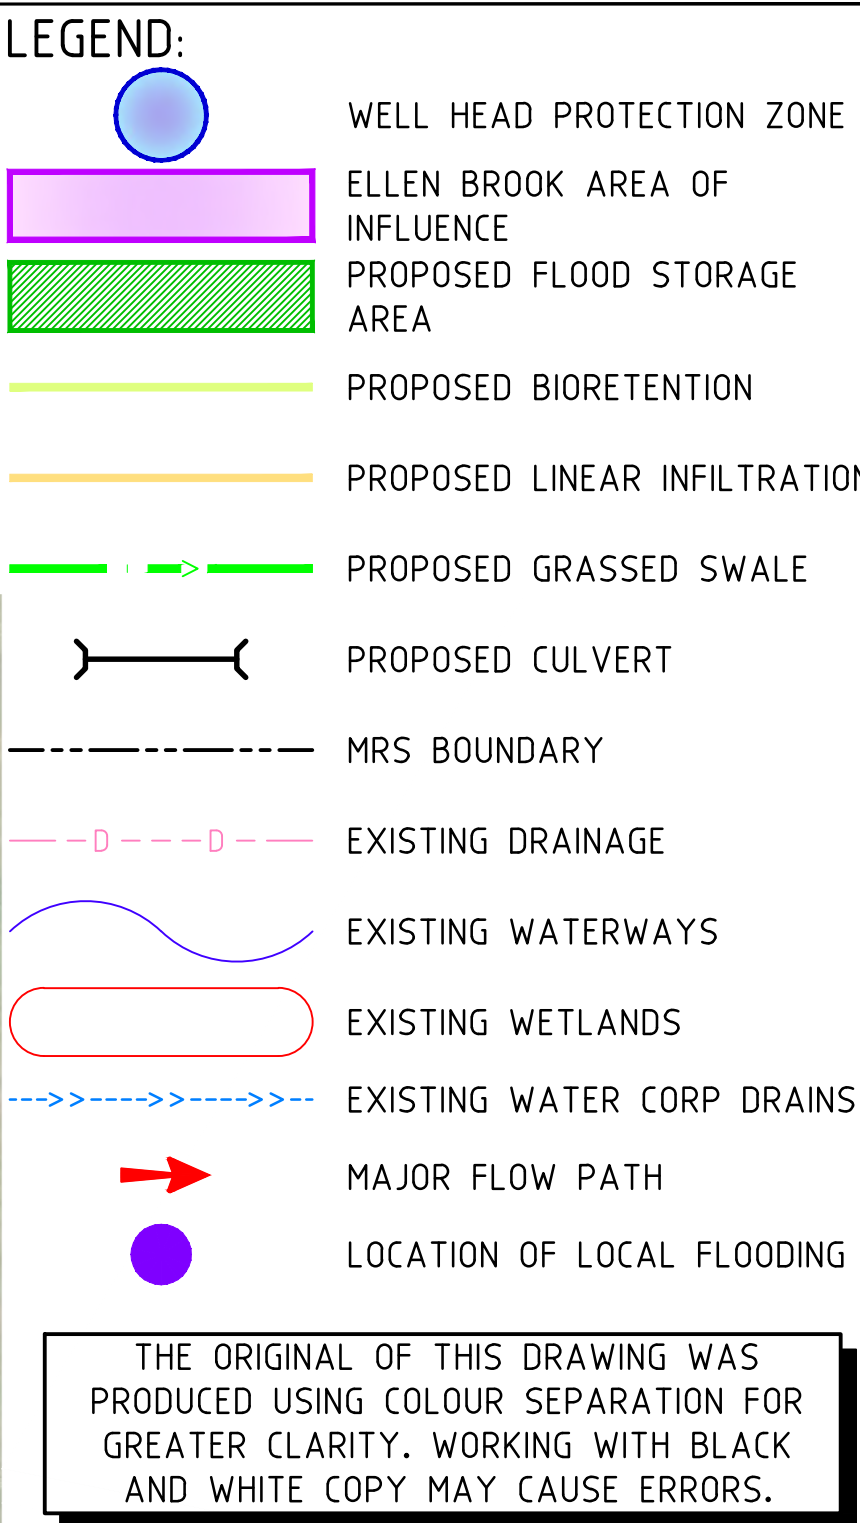 LEGEND:
WELL HEAD PROTECTION ZONE
ELLEN BROOK AREA OF
INFLUENCE
PROPOSED FLOOD STORAGE
AREA
PROPOSED BIORETENTION
PROPOSED LINEAR INFILTRATION
PROPOSED GRASSED SWALE
PROPOSED CULVERT
MRS BOUNDARY
D D
EXISTING DRAINAGE
EXISTING WATERWAYS
EXISTING WETLANDS
EXISTING WATER CORP DRAINS
MAJOR FLOW PATH
LOCATION OF LOCAL FLOODING
THE ORIGINAL OF THIS DRAWING WAS
PRODUCED USING COLOUR SEPARATION FOR
GREATER CLARITY. WORKING WITH BLACK
AND WHITE COPY MAY CAUSE ERRORS.